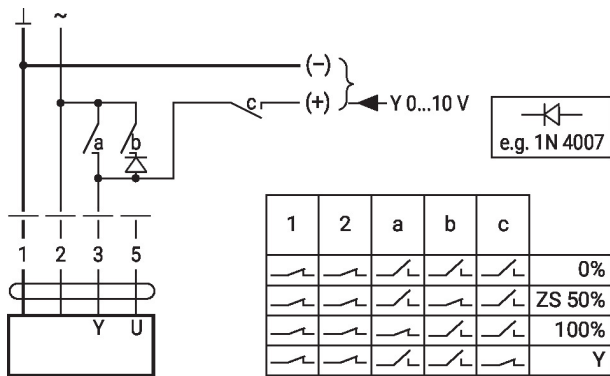 ⊥ ~
(–)
(+)
Y 0...10 V
c
a b
e.g. 1N 4007
1 2 3 5
Y U
1 2 a b c
0%
ZS 50%
100%
Y